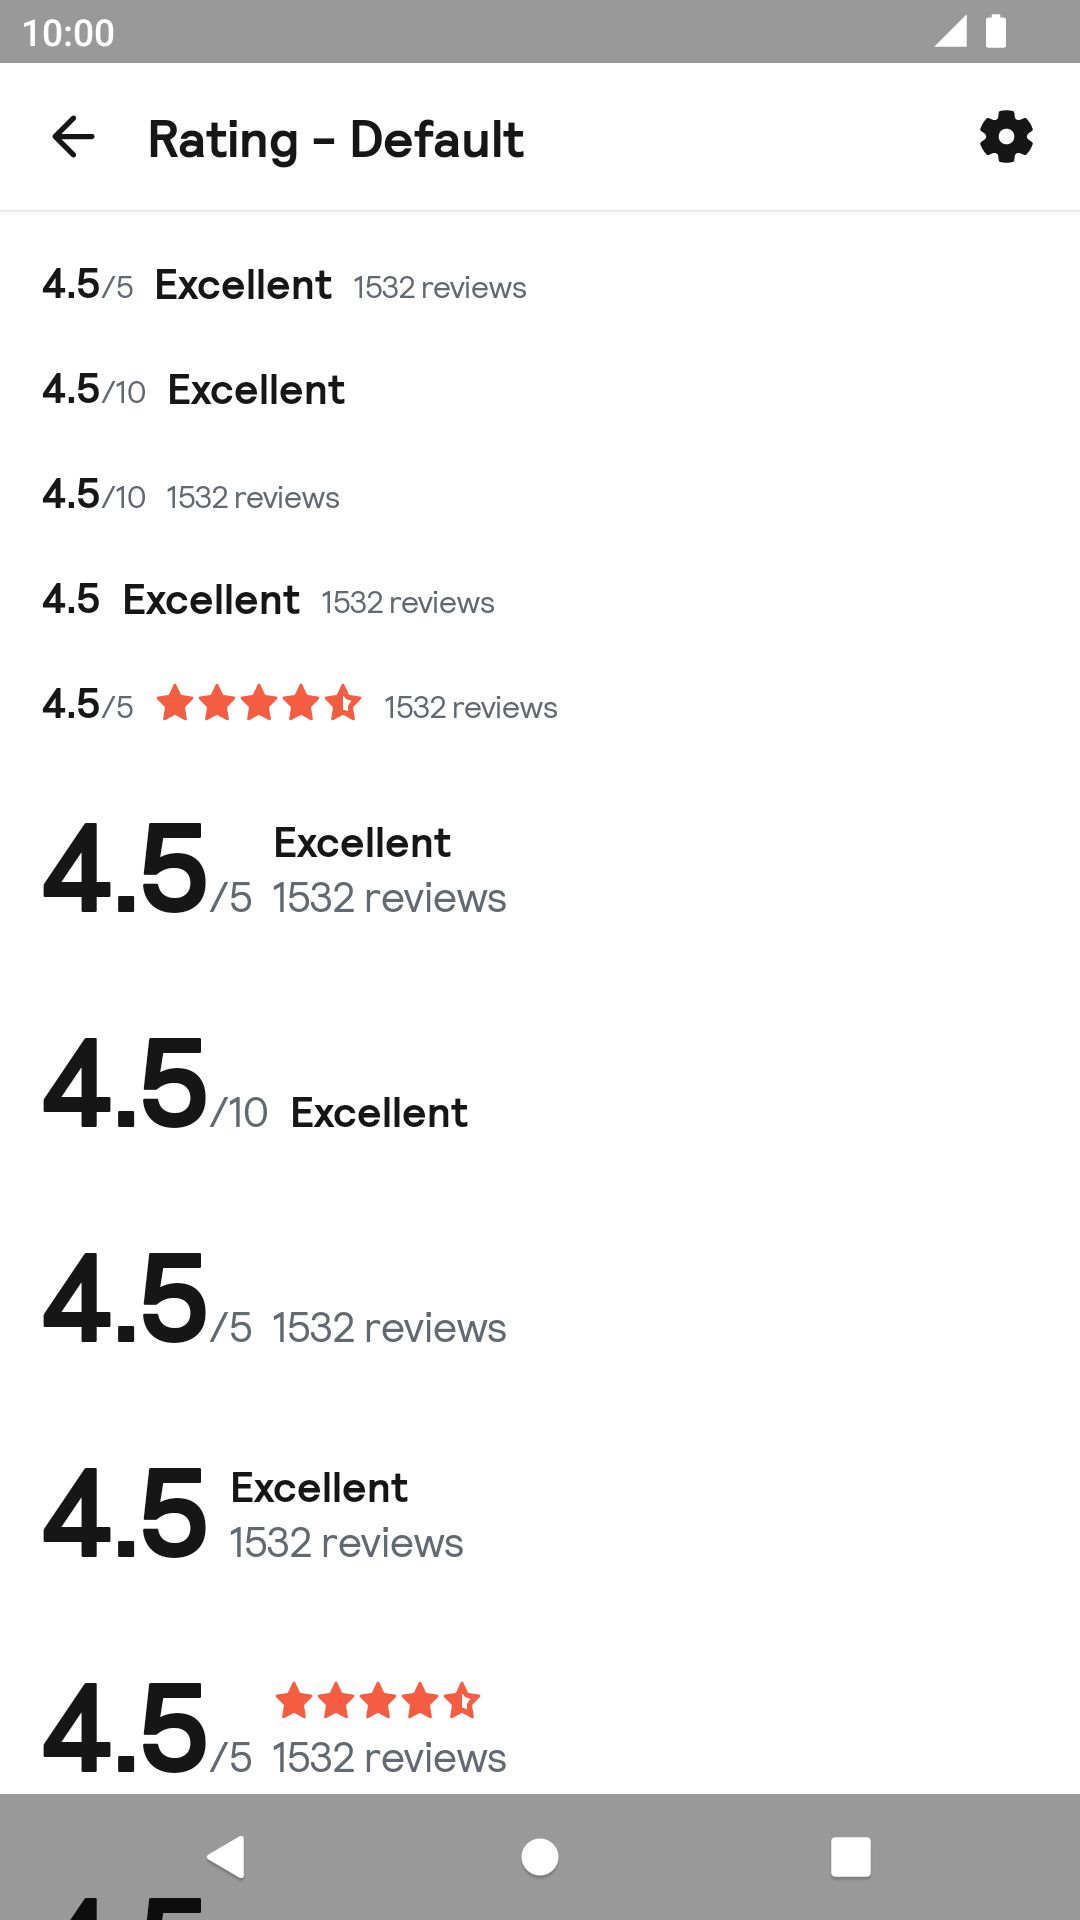 10:00
Rating – Default
4.5/5 Excellent 1532 reviews
4.5/10 Excellent
4.5/10 1532 reviews
4.5 Excellent 1532 reviews
4.5/5 1532 reviews
4.5/5 Excellent
1532 reviews
4.5/10 Excellent
4.5/5 1532 reviews
4.5 Excellent
1532 reviews
4.5/5 1532 reviews
4.5